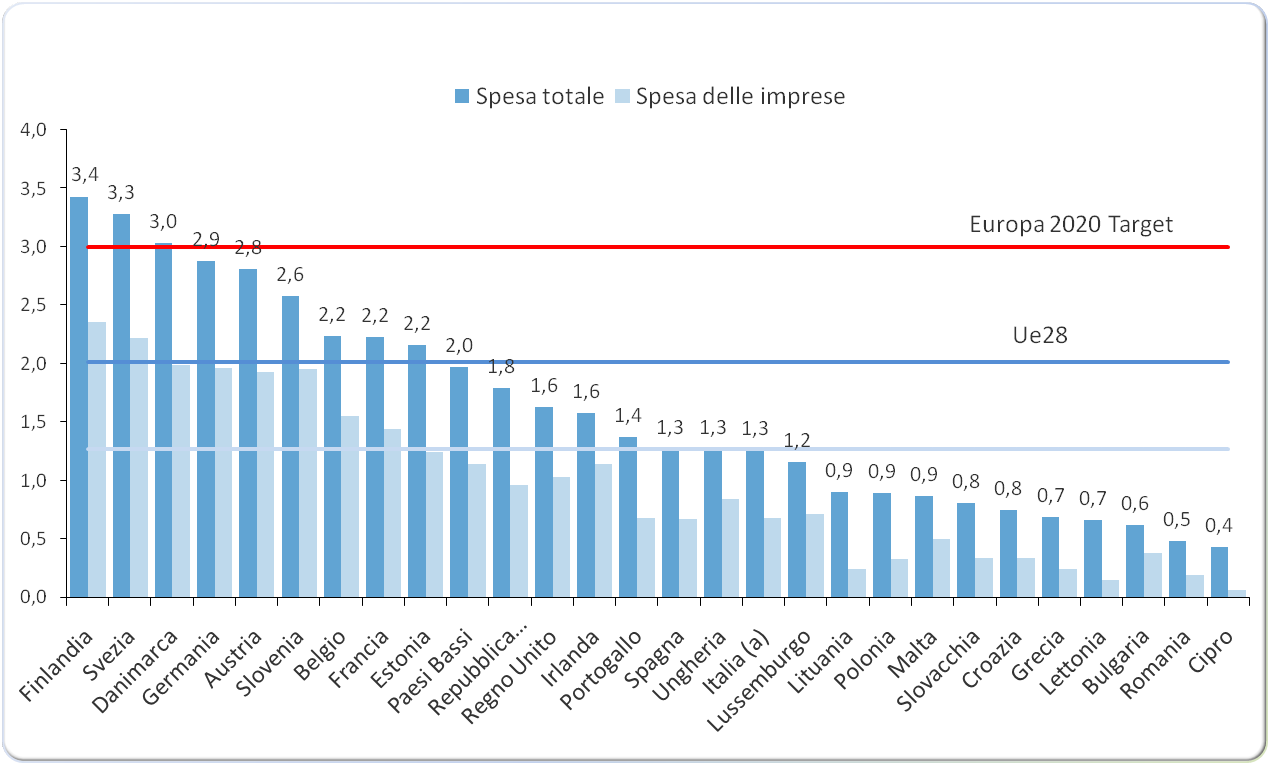 Spesa totale Spesa delle imprese
4,0
3,5
3,0
2,5
2,0
1,5
1,0
0,5
0,0
3,4 3,3 3,0 2,9 2,8 2,6 2,2 2,2 2,2 2,0 1,8 1,6 1,6 1,4 1,3 1,3 1,3 1,2 0,9 0,9 0,9 0,8 0,8 0,7 0,7 0,6 0,5 0,4
Europa 2020 Target
Ue28
Finlandia
Svezia
Danimarca
Germania
Austria
Slovenia
Belgio
Francia
Estonia
Paesi Bassi
Repubblica...
Regno Unito
Irlanda
Portogallo
Spagna
Ungheria
Italia (a)
Lussemburgo
Lituania
Polonia
Malta
Slovacchia
Croazia
Grecia
Lettonia
Bulgaria
Romania
Cipro